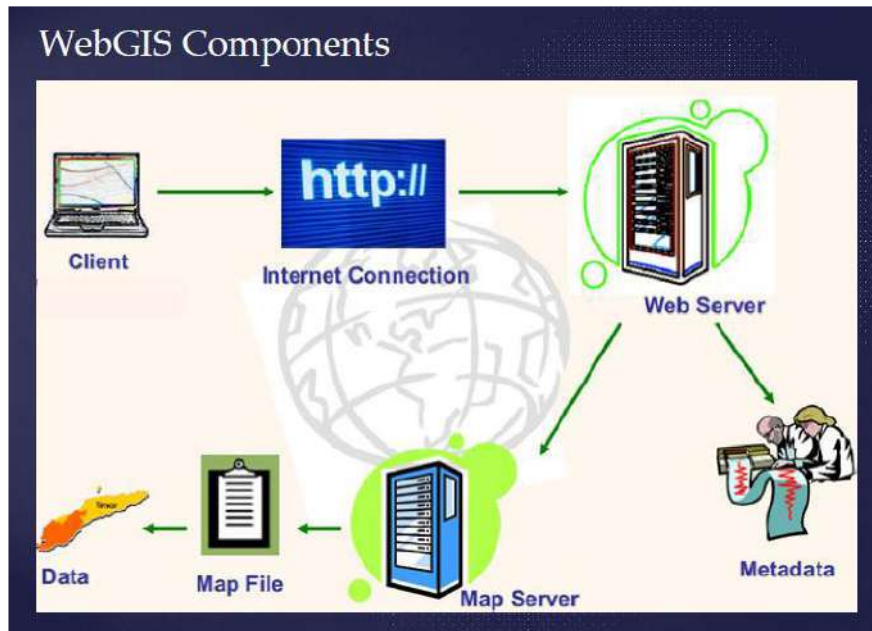 WebGIS Components
http://
Client
Internet Connection
Web Server
Data
Map File
Map Server
Metadata